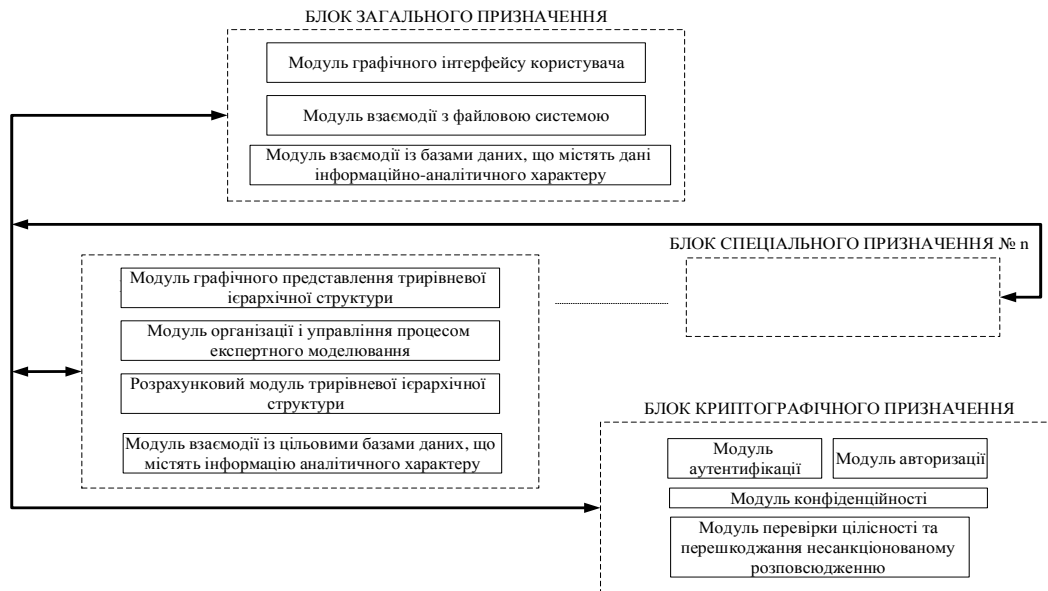 БЛОК ЗАГАЛЬНОГО ПРИЗНАЧЕННЯ
Модуль графічного інтерфейсу користувача
Модуль взаємодії з файловою системою
Модуль взаємодії із базами даних, що містять дані
інформаційно-аналітичного характеру
БЛОК СПЕЦІАЛЬНОГО ПРИЗНАЧЕННЯ № n
Модуль графічного представлення трирівневої
ієрархічної структури
Модуль організації і управління процесом
експертного моделювання
Розрахунковий модуль трирівневої ієрархічної
структури
Модуль взаємодії із цільовими базами даних, що
містять інформацію аналітичного характеру
БЛОК КРИПТОГРАФІЧНОГО ПРИЗНАЧЕННЯ
Модуль
аутентифікації
Модуль авторизації
Модуль конфіденційності
Модуль перевірки цілісності та
перешкоджання несанкціонованому
розповсюдженню